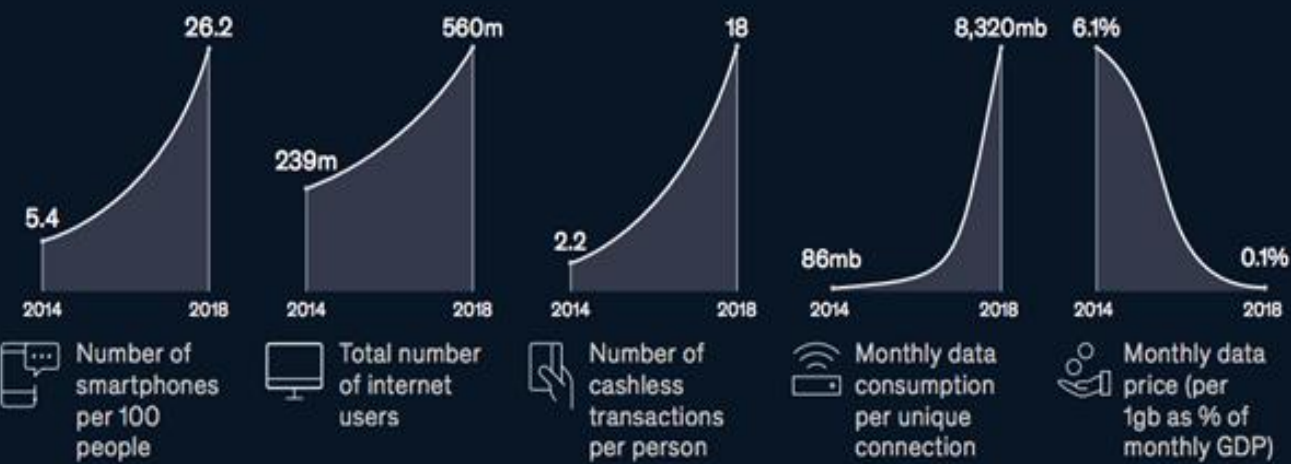 26.2
5.4
2014 2018
Number of
smartphones
per 100
people
560m
239m
2014 2018
Total number
of internet
users
18
2.2
2014 2018
Number of
cashless
transactions
per person
8,320mb
86mb
2014 2018
Monthly data
consumption
per unique
connection
6.1%
0.1%
2014 2018
Monthly data
price (per
1gb as % of
monthly GDP)